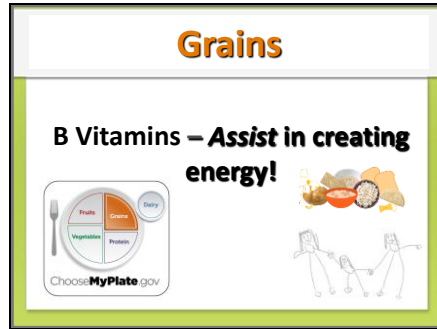 Grains
B Vitamins – Assist in creating
energy!
Fruits
Grains
Dairy
Vegetables
Protein
ChooseMyPlate.gov